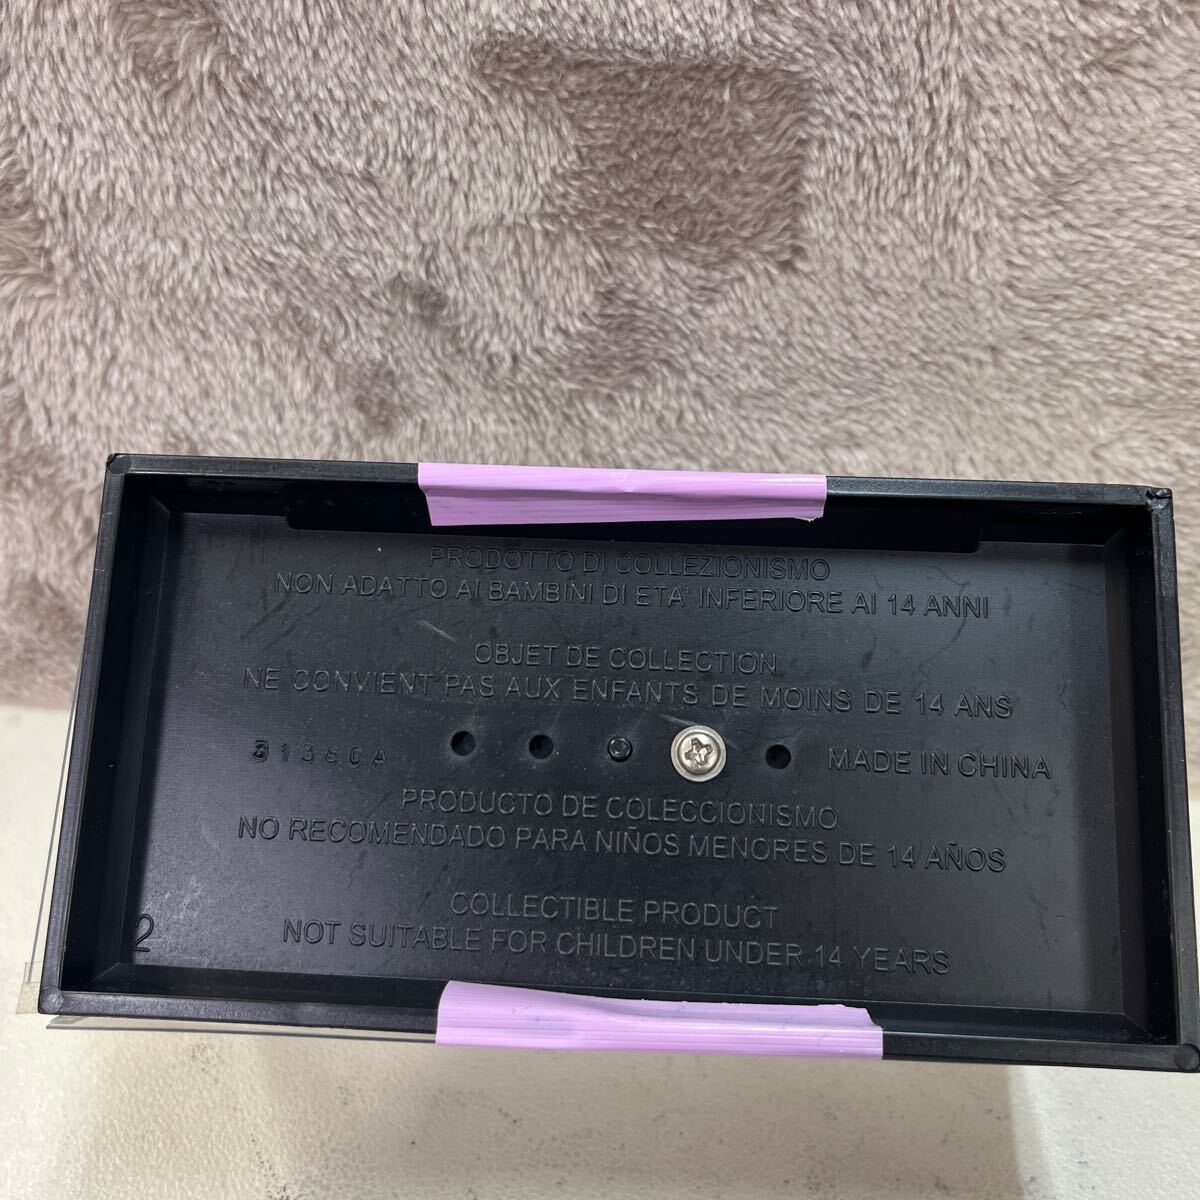 PRODOTTO DI COLLEZIONISMO
NON ADATTO AI BAMBINI DI ETA' INFERIORE AI 14 ANNI
OBJET DE COLLECTION
NE CONVIENT PAS AUX ENFANTS DE MOINS DE 14 ANS
31360A
MADE IN CHINA
PRODUCTO DE COLECCIONISMO
NO RECOMENDADO PARA NIÑOS MENORES DE 14 AÑOS
COLLECTIBLE PRODUCT
NOT SUITABLE FOR CHILDREN UNDER 14 YEARS
2